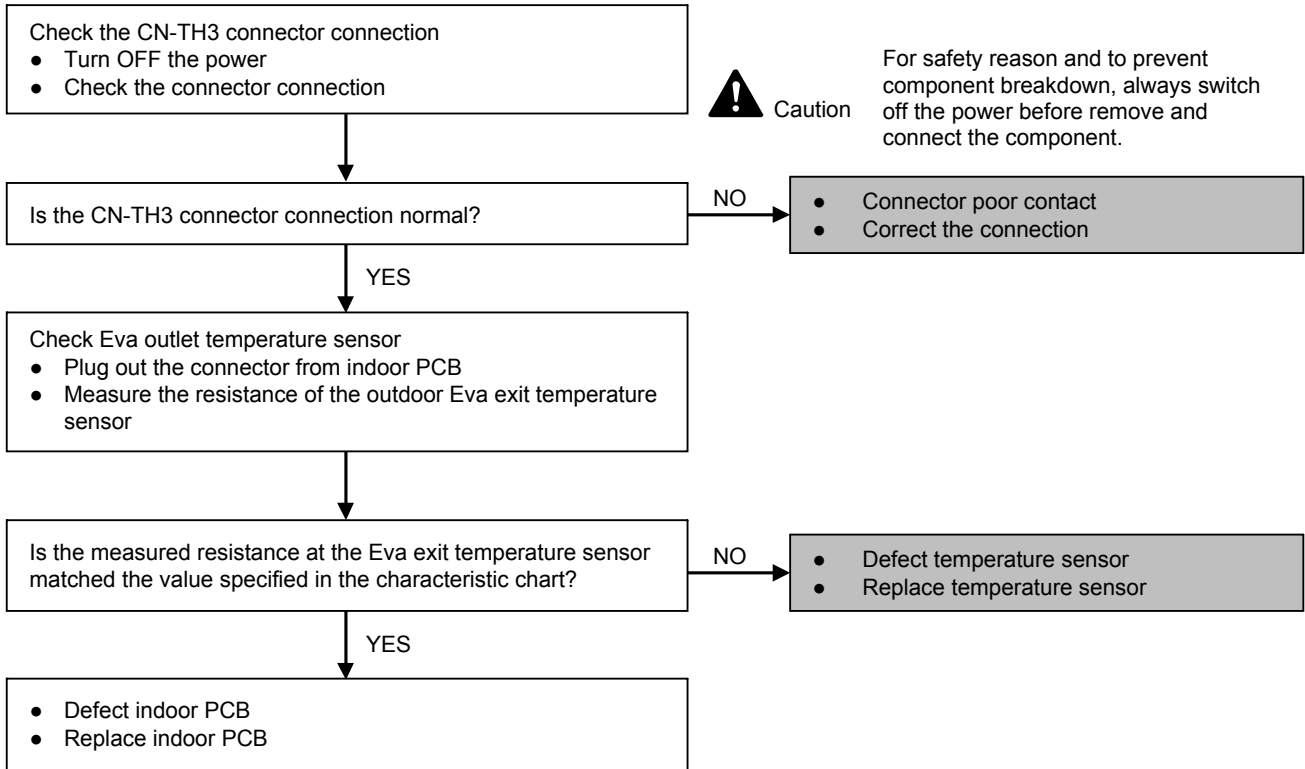 Check the CN-TH3 connector connection
● Turn OFF the power
● Check the connector connection
Caution
For safety reason and to prevent
component breakdown, always switch
off the power before remove and
connect the component.
Is the CN-TH3 connector connection normal?
NO
● Connector poor contact
● Correct the connection
YES
Check Eva outlet temperature sensor
● Plug out the connector from indoor PCB
● Measure the resistance of the outdoor Eva exit temperature
sensor
Is the measured resistance at the Eva exit temperature sensor
matched the value specified in the characteristic chart?
NO
● Defect temperature sensor
● Replace temperature sensor
YES
● Defect indoor PCB
● Replace indoor PCB